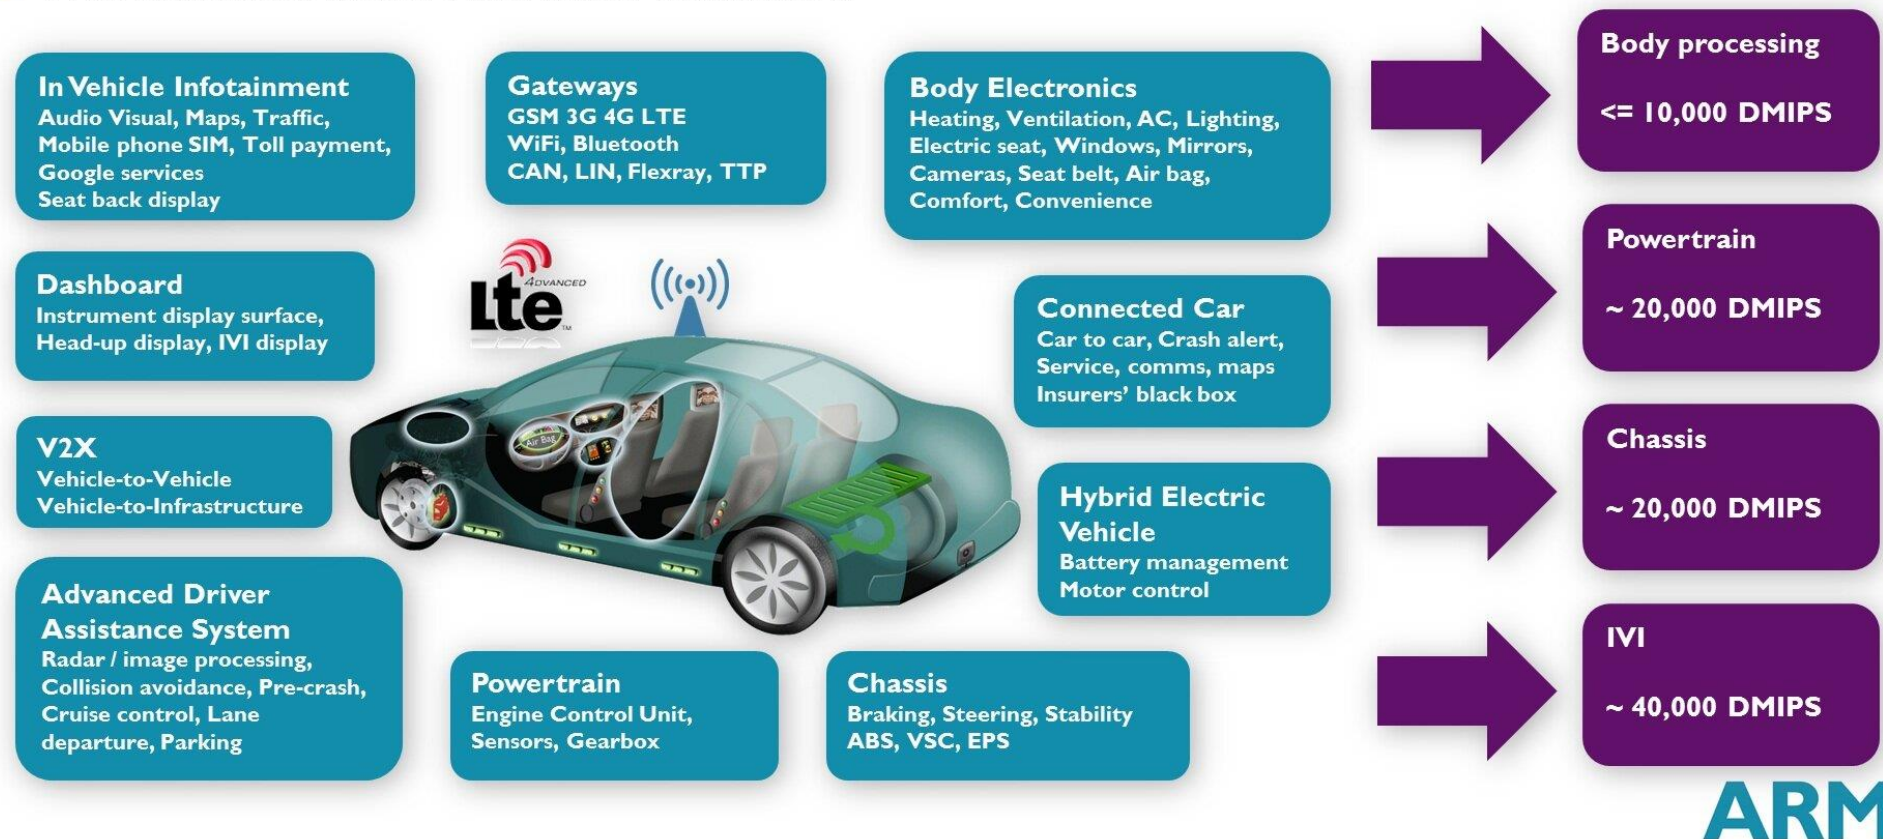 In Vehicle Infotainment
Audio Visual, Maps, Traffic,
Mobile phone SIM, Toll payment,
Google services
Seat back display
Gateways
GSM 3G 4G LTE
WiFi, Bluetooth
CAN, LIN, Flexray, TTP
Body Electronics
Heating, Ventilation, AC, Lighting,
Electric seat, Windows, Mirrors,
Cameras, Seat belt, Air bag,
Comfort, Convenience
Body processing
<= 10,000 DMIPS
Dashboard
Instrument display surface,
Head-up display, IVI display
Lte ADVANCED
TM
Connected Car
Car to car, Crash alert,
Service, comms, maps
Insurers’ black box
Powertrain
~ 20,000 DMIPS
V2X
Vehicle-to-Vehicle
Vehicle-to-Infrastructure
Air Bag
Hybrid Electric
Vehicle
Battery management
Motor control
Chassis
~ 20,000 DMIPS
Advanced Driver
Assistance System
Radar / image processing,
Collision avoidance, Pre-crash,
Cruise control, Lane
departure, Parking
Powertrain
Engine Control Unit,
Sensors, Gearbox
Chassis
Braking, Steering, Stability
ABS, VSC, EPS
IVI
~ 40,000 DMIPS
ARM